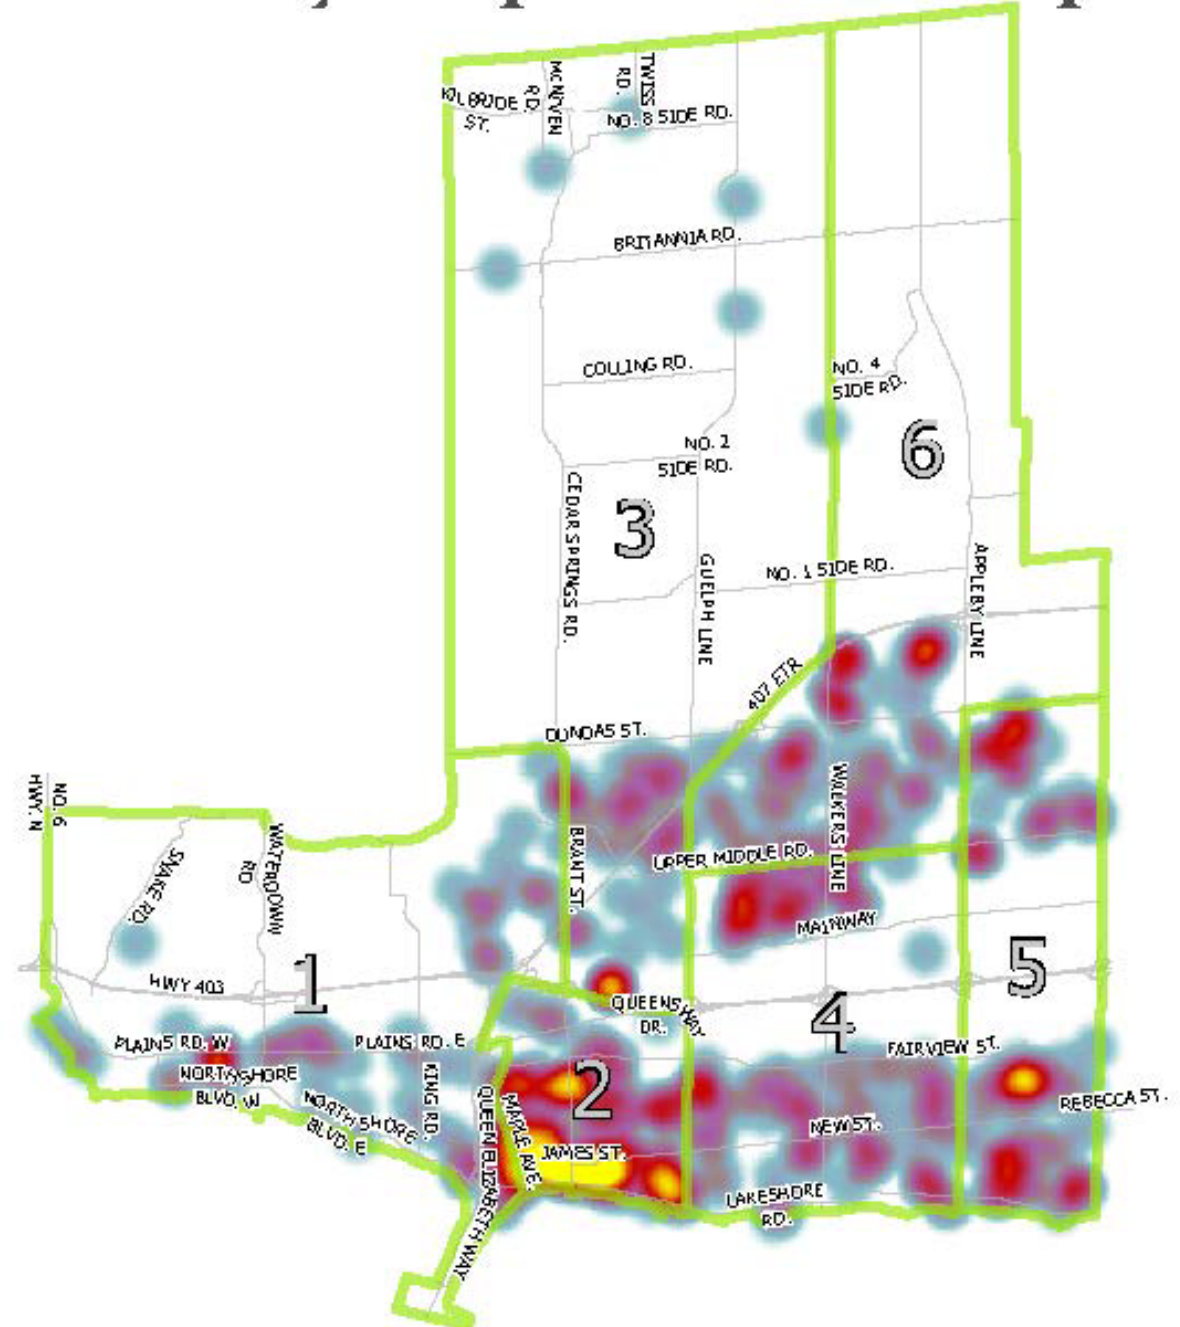 TWISS
RD.
MCNIVEN
RD.
KILBRIDE
ST.
NO. 8 SIDE RD.
BRITANNIA RD.
COLLING RD.
NO. 4
SIDE RD.
NO. 2
SIDE RD.
6
3
CEDAR SPRINGS RD.
GUELPH LINE
NO. 1 SIDE RD.
APPLEBY LINE
407 ETR
DUNDAS ST.
NO. 6
HWY. N
WATERDOWN
RD
SNAKE RD.
BRANT ST.
WALKERS LINE
UPPER MIDDLE RD.
MAINWAY
HWY 403
1
5
QUEENSWAY
DR.
4
PLAINS RD. W
PLAINS RD. E
FAIRVIEW ST.
NORTHSHORE
BLVD. W
2
REBECCA ST.
NORTHSHORE
BLVD. E
KING RD.
QUEEN ELIZABETH WAY
MAPLE AVE.
NEW ST.
JAMES ST.
LAKESHORE
RD.